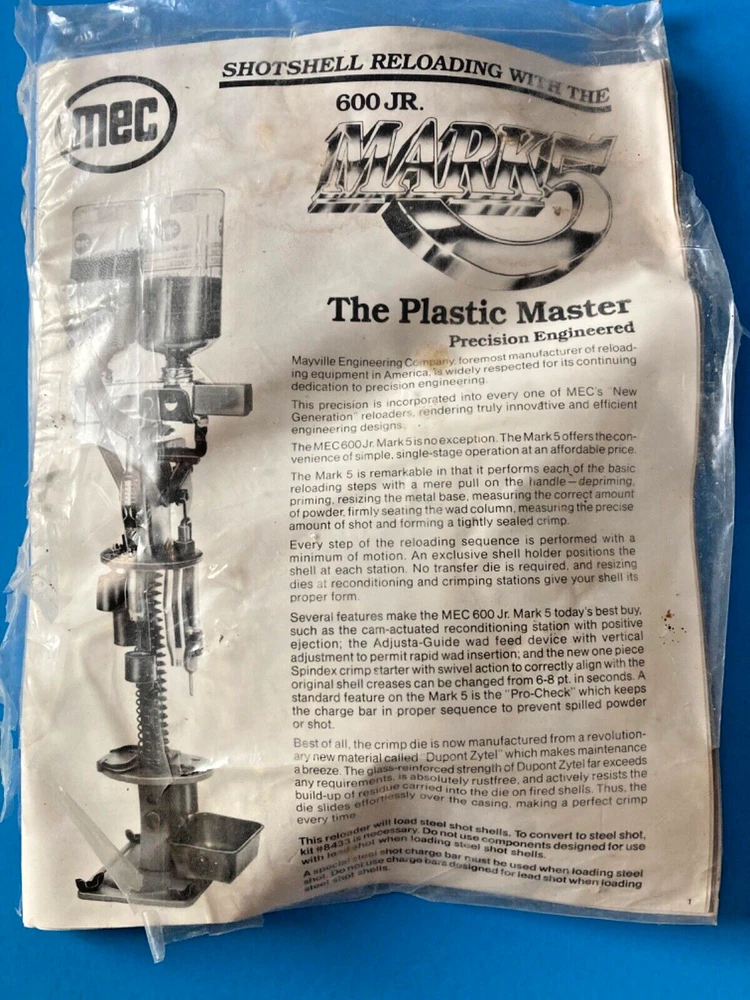 mec
SHOTSHELL RELOADING WITH THE
600 JR.
MARK 5
The Plastic Master
Precision Engineered
Mayville Engineering Company, foremost manufacturer of reload-
ing equipment in America, is widely respected for its continuing
dedication to precision engineering.
This precision is incorporated into every one of MEC's "New
Generation" reloaders, rendering truly innovative and efficient
engineering designs.
The MEC 600 Jr. Mark 5 is no exception. The Mark 5 offers the con-
venience of simple, single-stage operation at an affordable price.
The Mark 5 is remarkable in that it performs each of the basic
reloading steps with a mere pull on the handle—depriming,
priming, resizing the metal base, measuring the correct amount
of powder, firmly seating the wad column, measuring the precise
amount of shot and forming a tightly sealed crimp.
Every step of the reloading sequence is performed with a
minimum of motion. An exclusive shell holder positions the
shell at each station. No transfer die is required, and resizing
dies at reconditioning and crimping stations give your shell its
proper form.
Several features make the MEC 600 Jr. Mark 5 today's best buy,
such as the cam-actuated reconditioning station with positive
ejection; the Adjusta-Guide wad feed device with vertical
adjustment to permit rapid wad insertion; and the new one piece
Spindex crimp starter with swivel action to correctly align with the
original shell creases can be changed from 6-8 pt. in seconds. A
standard feature on the Mark 5 is the "Pro-Check" which keeps
the charge bar in proper sequence to prevent spilled powder
or shot.
Best of all, the crimp die is now manufactured from a revolution-
ary new material called "Dupont Zytel" which makes maintenance
a breeze. The glass-reinforced strength of Dupont Zytel far exceeds
any requirements, is absolutely rustfree, and actively resists the
build-up of residue carried into the die on fired shells. Thus, the
die slides effortlessly over the casing, making a perfect crimp
every time.
This reloader will load steel shot shells. To convert to steel shot,
kit #8433 is necessary. Do not use components designed for use
with lead shot when loading steel shot shells.
A special steel shot charge bar must be used when loading steel
shot. Do not use charge bars designed for lead shot when loading
steel shot shells.
1